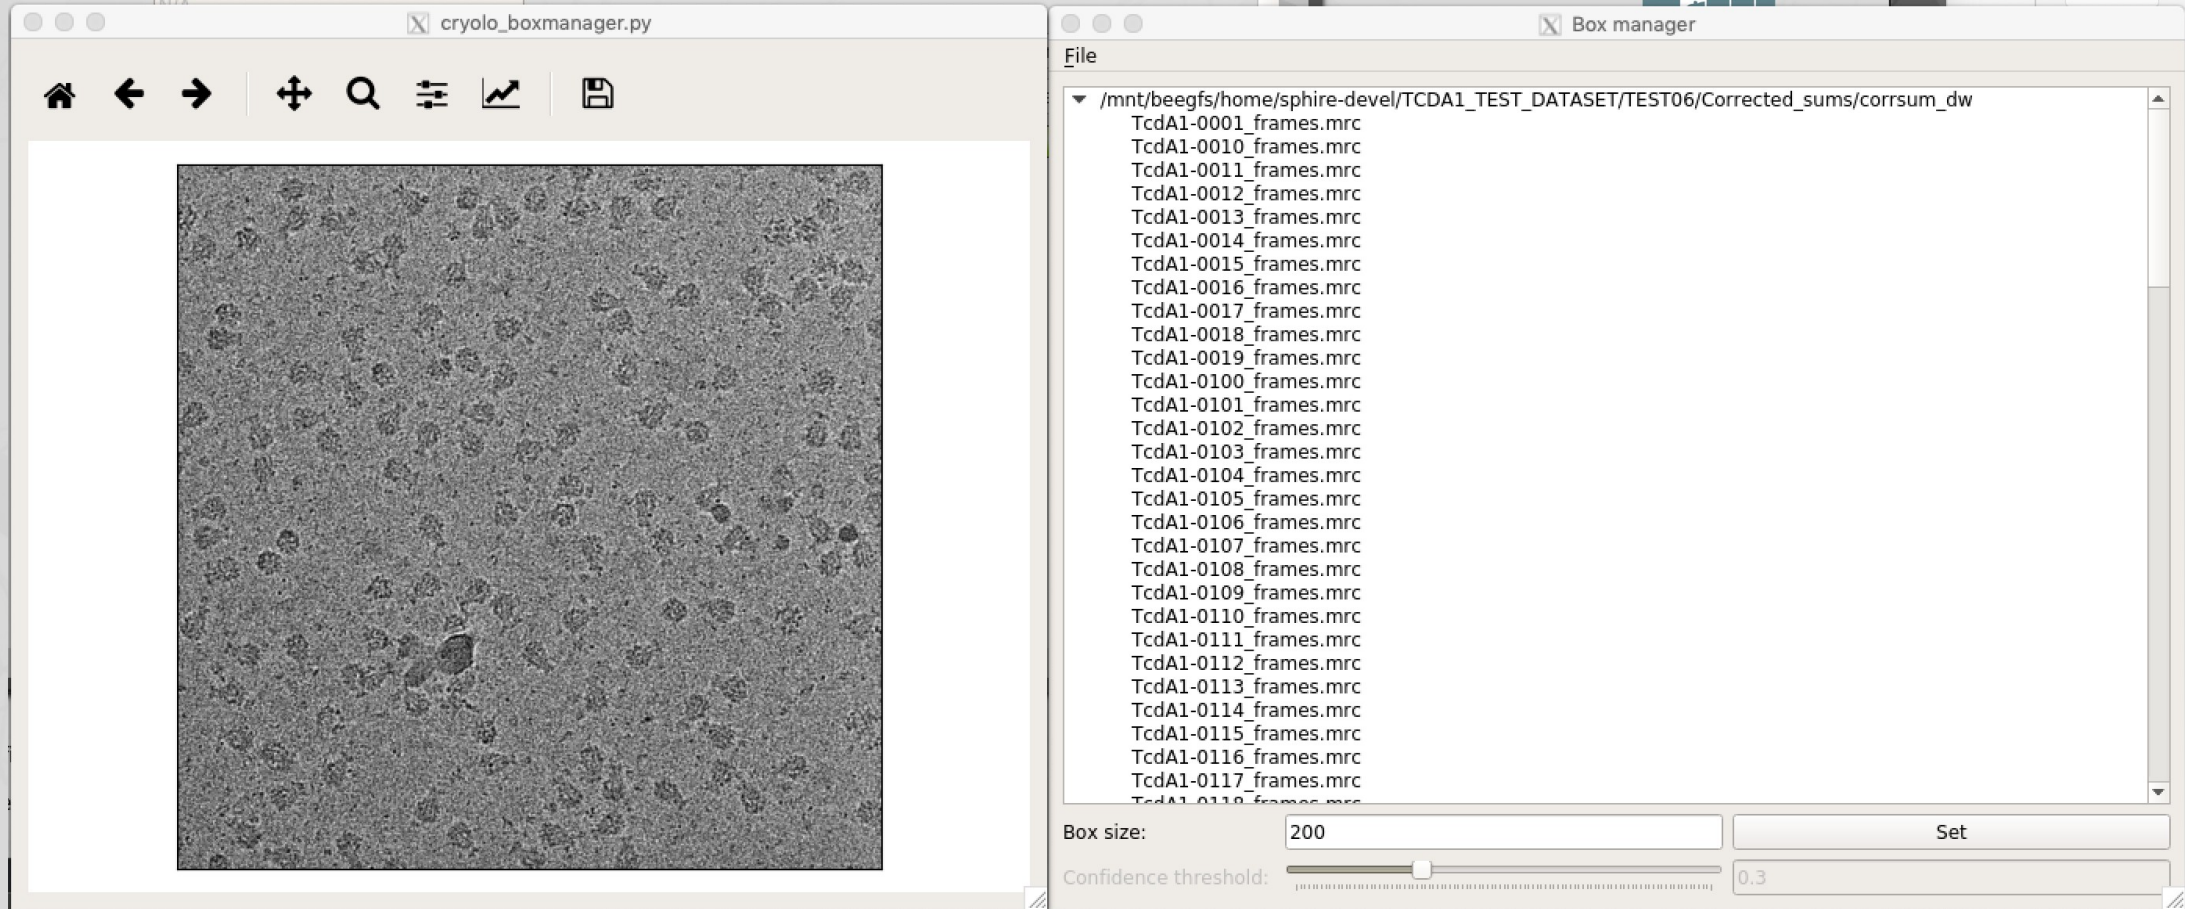 cryolo_boxmanager.py
Box manager
File
/mnt/beegfs/home/sphire-devel/TCDA1_TEST_DATASET/TEST06/Corrected_sums/corrsum_dw
TcdA1-0001_frames.mrc
TcdA1-0010_frames.mrc
TcdA1-0011_frames.mrc
TcdA1-0012_frames.mrc
TcdA1-0013_frames.mrc
TcdA1-0014_frames.mrc
TcdA1-0015_frames.mrc
TcdA1-0016_frames.mrc
TcdA1-0017_frames.mrc
TcdA1-0018_frames.mrc
TcdA1-0019_frames.mrc
TcdA1-0100_frames.mrc
TcdA1-0101_frames.mrc
TcdA1-0102_frames.mrc
TcdA1-0103_frames.mrc
TcdA1-0104_frames.mrc
TcdA1-0105_frames.mrc
TcdA1-0106_frames.mrc
TcdA1-0107_frames.mrc
TcdA1-0108_frames.mrc
TcdA1-0109_frames.mrc
TcdA1-0110_frames.mrc
TcdA1-0111_frames.mrc
TcdA1-0112_frames.mrc
TcdA1-0113_frames.mrc
TcdA1-0114_frames.mrc
TcdA1-0115_frames.mrc
TcdA1-0116_frames.mrc
TcdA1-0117_frames.mrc
TcdA1-0118_frames.mrc
Box size: 200 Set
Confidence threshold: 0.3